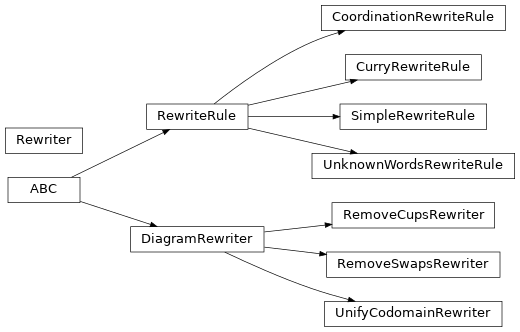 CoordinationRewriteRule
CurryRewriteRule
RewriteRule
SimpleRewriteRule
Rewriter
UnknownWordsRewriteRule
ABC
RemoveCupsRewriter
DiagramRewriter
RemoveSwapsRewriter
UnifyCodomainRewriter